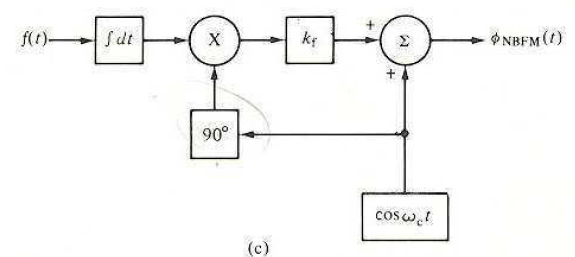 f(t) ∫ dt X k_f + Σ ϕ_NBFM(t)
+
90°
cos ω_c t
(c)